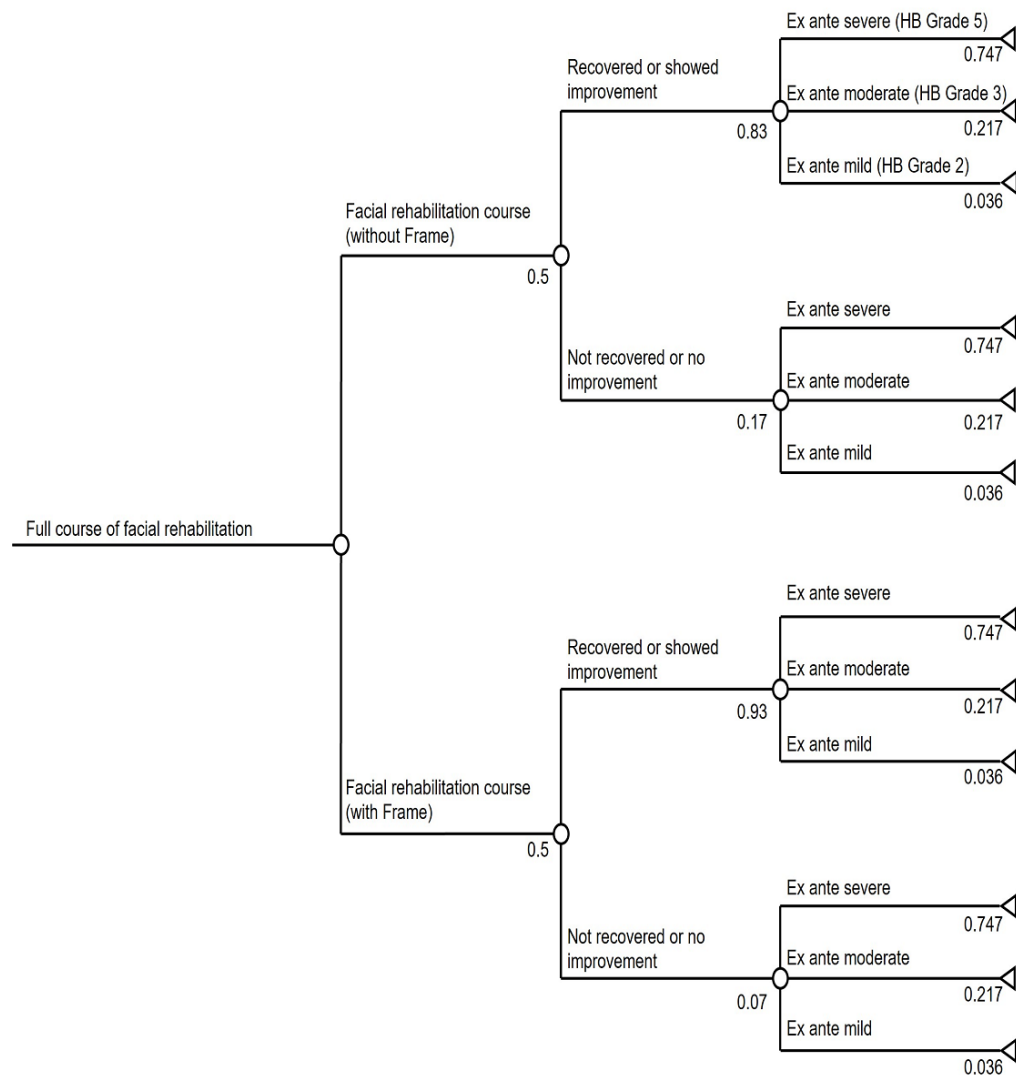 Ex ante severe (HB Grade 5)
0.747
Recovered or showed
improvement
Ex ante moderate (HB Grade 3)
0.83
0.217
Ex ante mild (HB Grade 2)
0.036
Facial rehabilitation course
(without Frame)
0.5
Ex ante severe
0.747
Not recovered or no
improvement
Ex ante moderate
0.17
0.217
Ex ante mild
0.036
Full course of facial rehabilitation
Ex ante severe
0.747
Recovered or showed
improvement
Ex ante moderate
0.93
0.217
Ex ante mild
0.036
Facial rehabilitation course
(with Frame)
0.5
Ex ante severe
0.747
Not recovered or no
improvement
Ex ante moderate
0.07
0.217
Ex ante mild
0.036